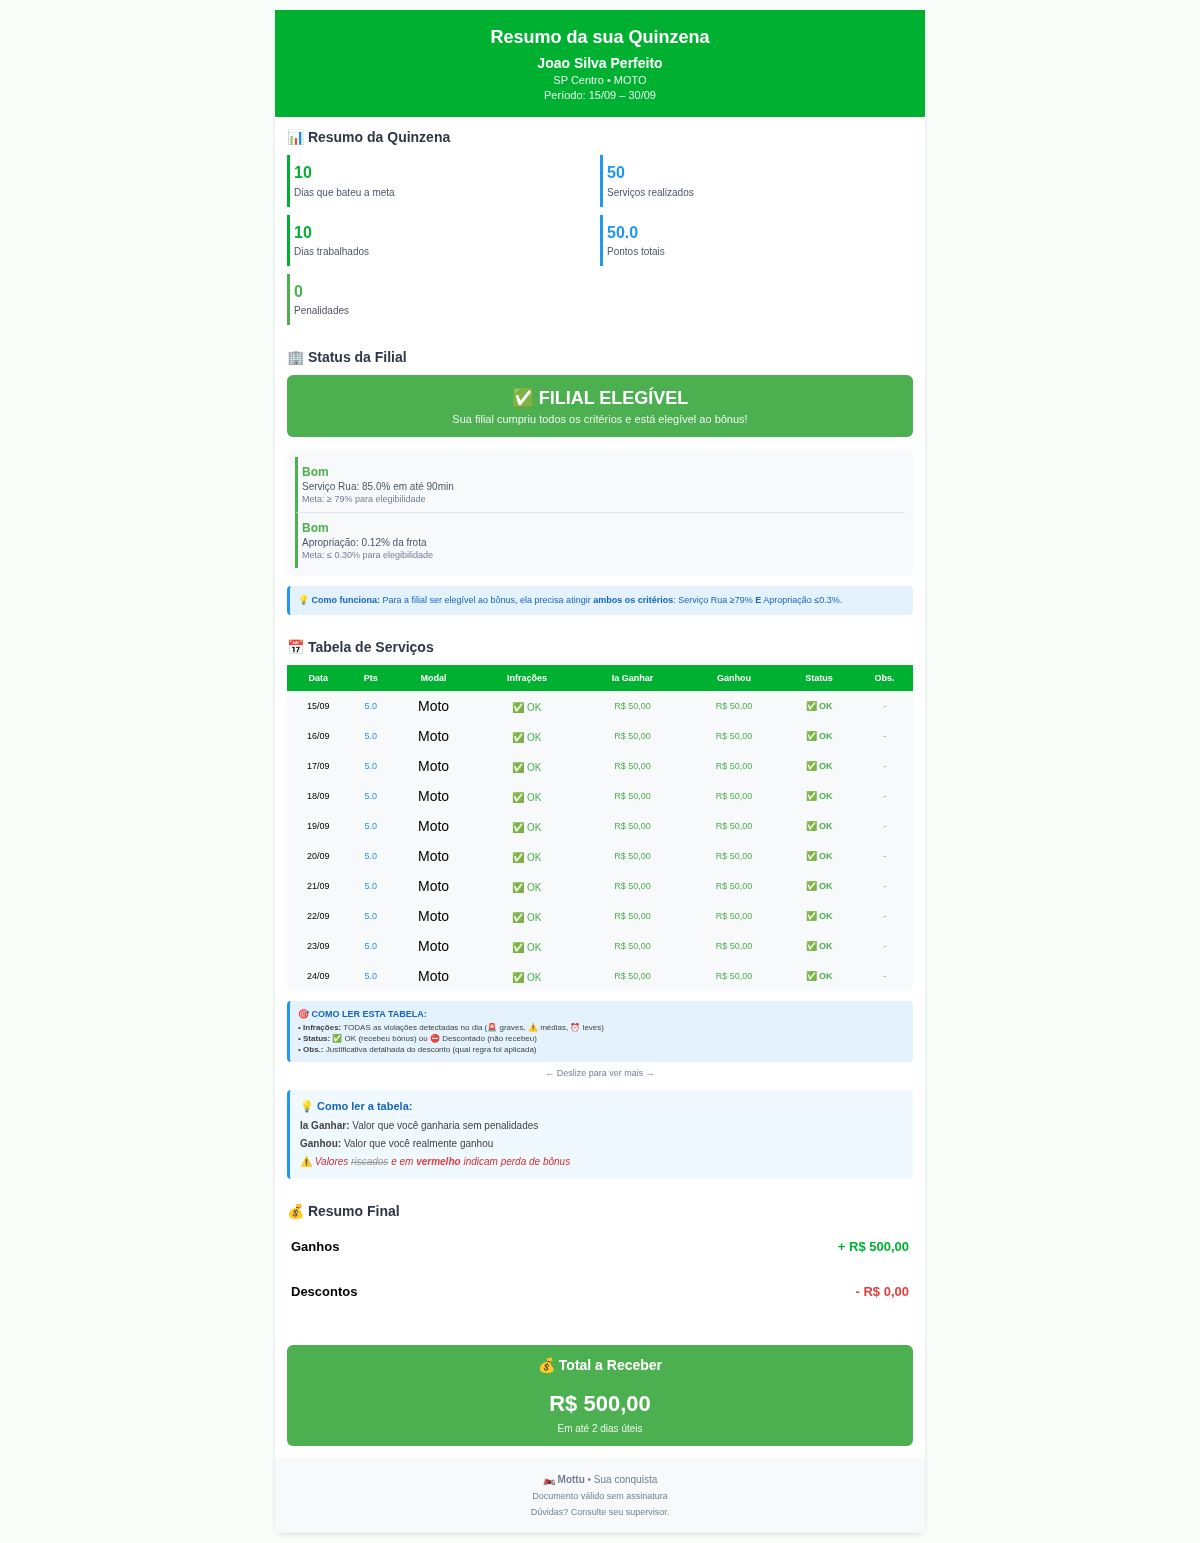 Resumo da sua Quinzena
Joao Silva Perfeito
SP Centro • MOTO
Período: 15/09 – 30/09
📊 Resumo da Quinzena
10
Dias que bateu a meta
50
Serviços realizados
10
Dias trabalhados
50.0
Pontos totais
0
Penalidades
🏢 Status da Filial
✅ FILIAL ELEGÍVEL
Sua filial cumpriu todos os critérios e está elegível ao bônus!
Bom
Serviço Rua: 85.0% em até 90min
Meta: ≥ 79% para elegibilidade
Bom
Apropriação: 0.12% da frota
Meta: ≤ 0.30% para elegibilidade
💡 Como funciona: Para a filial ser elegível ao bônus, ela precisa atingir ambos os critérios: Serviço Rua ≥79% E Apropriação ≤0.3%.
📅 Tabela de Serviços
Data Pts Modal Infrações Ia Ganhar Ganhou Status Obs.
15/09 5.0 Moto ✅ OK R$ 50,00 R$ 50,00 ✅ OK -
16/09 5.0 Moto ✅ OK R$ 50,00 R$ 50,00 ✅ OK -
17/09 5.0 Moto ✅ OK R$ 50,00 R$ 50,00 ✅ OK -
18/09 5.0 Moto ✅ OK R$ 50,00 R$ 50,00 ✅ OK -
19/09 5.0 Moto ✅ OK R$ 50,00 R$ 50,00 ✅ OK -
20/09 5.0 Moto ✅ OK R$ 50,00 R$ 50,00 ✅ OK -
21/09 5.0 Moto ✅ OK R$ 50,00 R$ 50,00 ✅ OK -
22/09 5.0 Moto ✅ OK R$ 50,00 R$ 50,00 ✅ OK -
23/09 5.0 Moto ✅ OK R$ 50,00 R$ 50,00 ✅ OK -
24/09 5.0 Moto ✅ OK R$ 50,00 R$ 50,00 ✅ OK -
🎯 COMO LER ESTA TABELA:
• Infrações: TODAS as violações detectadas no dia (🚨 graves, ⚠️ médias, ⏰ leves)
• Status: ✅ OK (recebeu bônus) ou ⛔ Descontado (não recebeu)
• Obs.: Justificativa detalhada do desconto (qual regra foi aplicada)
← Deslize para ver mais →
💡 Como ler a tabela:
Ia Ganhar: Valor que você ganharia sem penalidades
Ganhou: Valor que você realmente ganhou
⚠️ Valores riscados e em vermelho indicam perda de bônus
💰 Resumo Final
Ganhos + R$ 500,00
Descontos - R$ 0,00
💰 Total a Receber
R$ 500,00
Em até 2 dias úteis
🏍️ Mottu • Sua conquista
Documento válido sem assinatura
Dúvidas? Consulte seu supervisor.